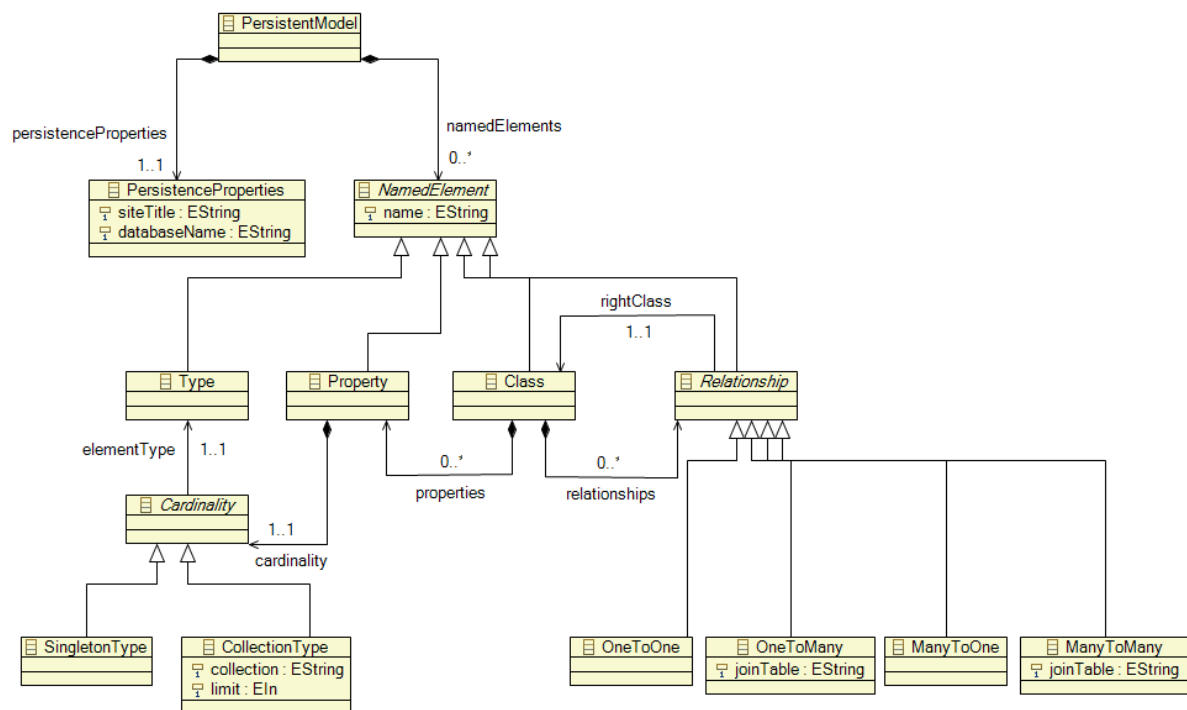 PersistentModel
persistenceProperties
namedElements
1..1
0..*
PersistenceProperties
siteTitle : EString
databaseName : EString
NamedElement
name : EString
rightClass
1..1
Type
Property
Class
Relationship
elementType
1..1
0..*
0..*
properties
relationships
Cardinality
1..1
cardinality
SingletonType
CollectionType
collection : EString
limit : EIn
OneToOne
OneToMany
joinTable : EString
ManyToOne
ManyToMany
joinTable : EString